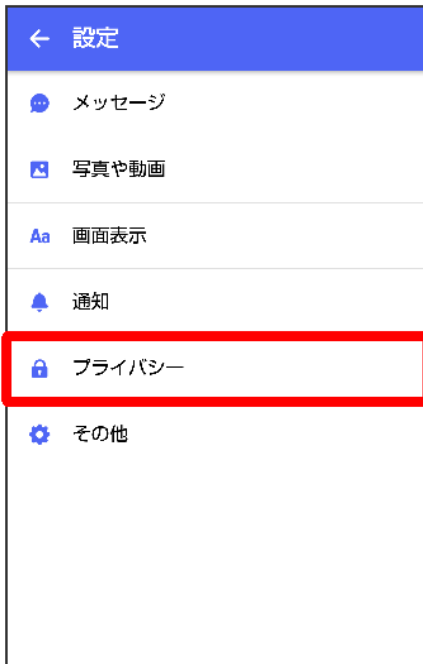 設定
メッセージ
写真や動画
Aa 画面表示
通知
プライバシー
その他